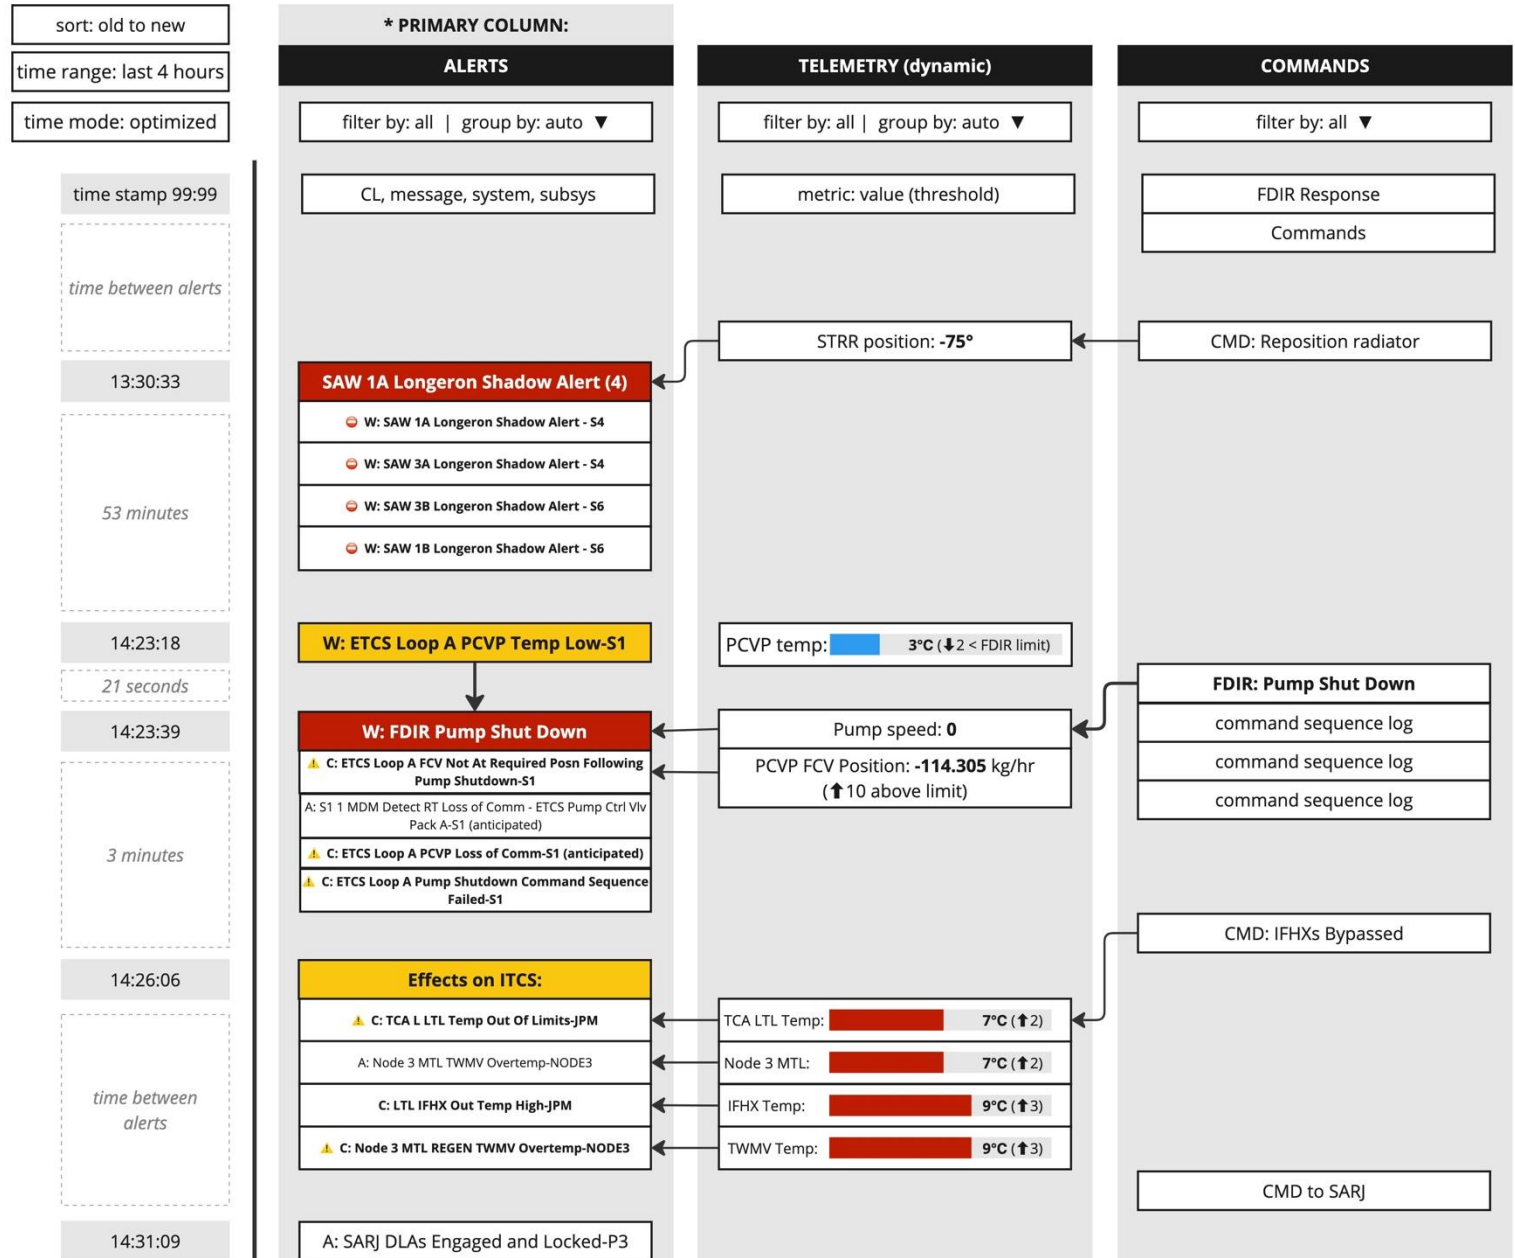 sort: old to new
time range: last 4 hours
time mode: optimized
* PRIMARY COLUMN:
ALERTS
TELEMETRY (dynamic)
COMMANDS
filter by: all | group by: auto ▼
filter by: all | group by: auto ▼
filter by: all ▼
time stamp 99:99
CL, message, system, subsys
metric: value (threshold)
FDIR Response
Commands
time between alerts
STRR position: -75°
CMD: Reposition radiator
13:30:33
SAW 1A Longeron Shadow Alert (4)
W: SAW 1A Longeron Shadow Alert - S4
W: SAW 3A Longeron Shadow Alert - S4
W: SAW 3B Longeron Shadow Alert - S6
W: SAW 1B Longeron Shadow Alert - S6
53 minutes
14:23:18
W: ETCS Loop A PCVP Temp Low-S1
PCVP temp: 3°C (⬇2 < FDIR limit)
21 seconds
FDIR: Pump Shut Down
command sequence log
command sequence log
command sequence log
14:23:39
W: FDIR Pump Shut Down
Pump speed: 0
⚠ C: ETCS Loop A FCV Not At Required Posn Following
Pump Shutdown-S1
PCVP FCV Position: -114.305 kg/hr
(⬆10 above limit)
A: S1 1 MDM Detect RT Loss of Comm - ETCS Pump Ctrl Vlv
Pack A-S1 (anticipated)
⚠ C: ETCS Loop A PCVP Loss of Comm-S1 (anticipated)
⚠ C: ETCS Loop A Pump Shutdown Command Sequence
Failed-S1
3 minutes
CMD: IFHXs Bypassed
14:26:06
Effects on ITCS:
⚠ C: TCA L LTL Temp Out Of Limits-JPM
TCA LTL Temp: 7°C (⬆2)
A: Node 3 MTL TWMV Overtemp-NODE3
Node 3 MTL: 7°C (⬆2)
C: LTL IFHX Out Temp High-JPM
IFHX Temp: 9°C (⬆3)
⚠ C: Node 3 MTL REGEN TWMV Overtemp-NODE3
TWMV Temp: 9°C (⬆3)
time between
alerts
CMD to SARJ
14:31:09
A: SARJ DLAs Engaged and Locked-P3